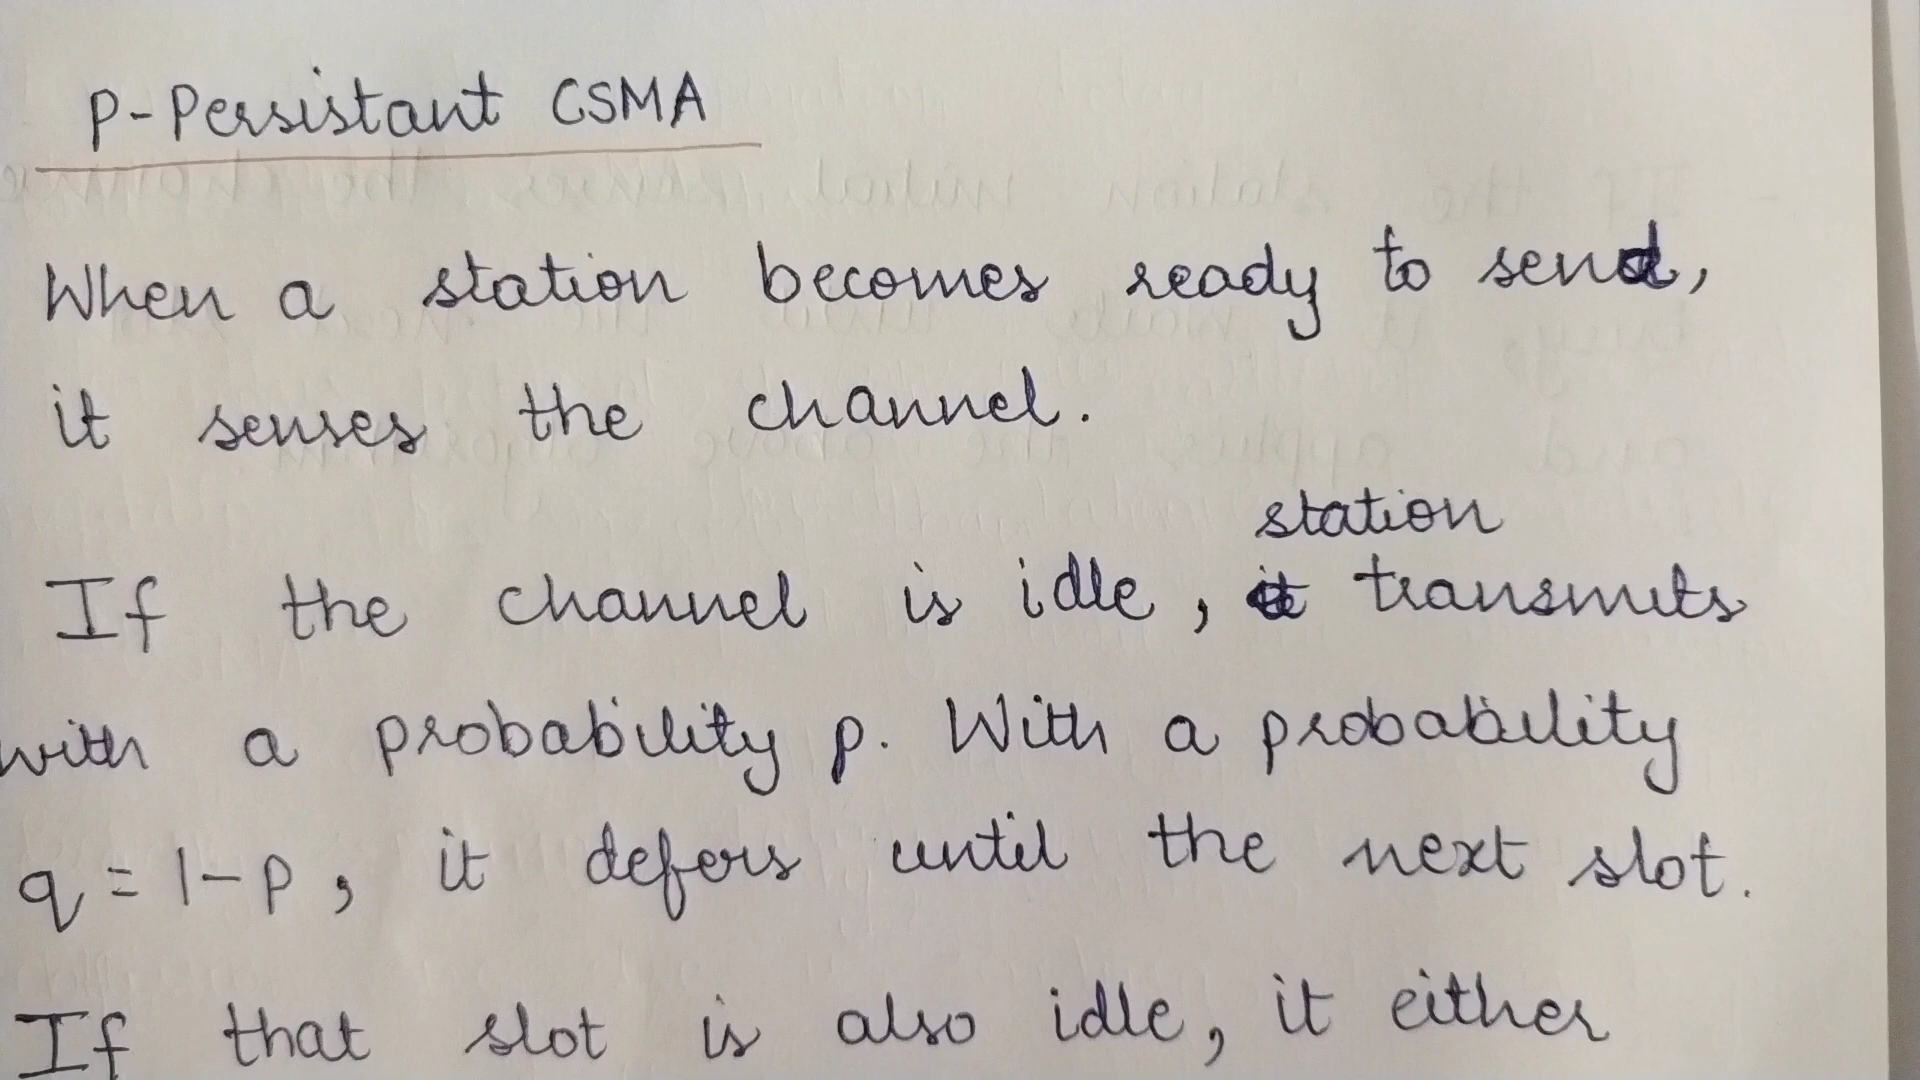 P-Persistant CSMA
When a station becomes ready to send,
it senses the channel.
station
If the channel is idle, it transmits
with a probability p. With a probability
q = 1-p, it defers until the next slot.
If that slot is also idle, it either